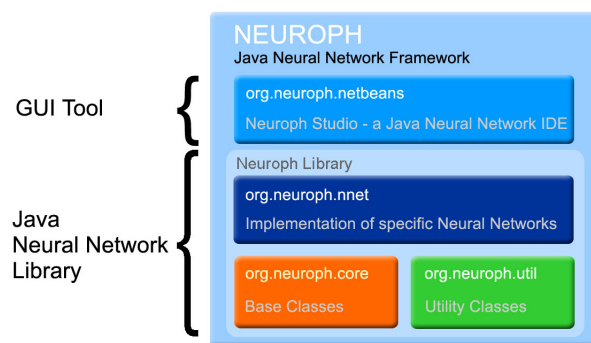 NEUROPH
Java Neural Network Framework
GUI Tool
org.neuroph.netbeans
Neuroph Studio - a Java Neural Network IDE
Java
Neural Network
Library
Neuroph Library
org.neuroph.nnet
Implementation of specific Neural Networks
org.neuroph.core
Base Classes
org.neuroph.util
Utility Classes